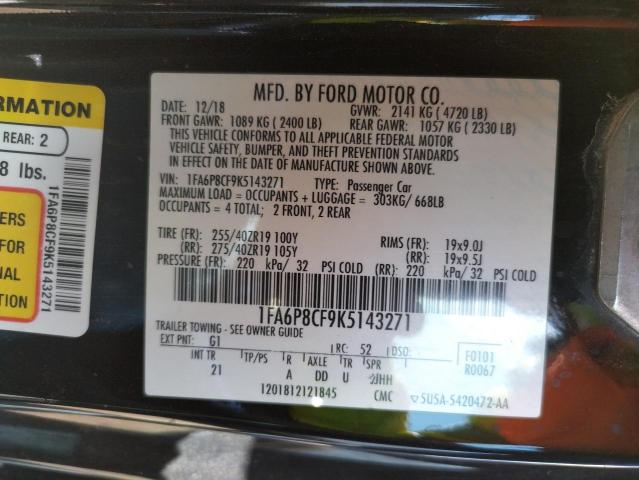 RMATION
REAR: 2
8 lbs.
ERS
FOR
NAL
ION
1FA6P8CF9K5143271
MFD. BY FORD MOTOR CO.
DATE: 12/18 GVWR: 2141 KG ( 4720 LB)
FRONT GAWR: 1089 KG ( 2400 LB) REAR GAWR: 1057 KG ( 2330 LB)
THIS VEHICLE CONFORMS TO ALL APPLICABLE FEDERAL MOTOR
VEHICLE SAFETY, BUMPER, AND THEFT PREVENTION STANDARDS
IN EFFECT ON THE DATE OF MANUFACTURE SHOWN ABOVE.
VIN: 1FA6P8CF9K5143271 TYPE: Passenger Car
MAXIMUM LOAD = OCCUPANTS + LUGGAGE = 303KG/ 668LB
OCCUPANTS = 4 TOTAL; 2 FRONT, 2 REAR
TIRE (FR): 255/40ZR19 100Y RIMS (FR): 19x9.0J
(RR): 275/40ZR19 105Y (RR): 19x9.5J
PRESSURE (FR): 220 kPa/ 32 PSI COLD (RR): 220 kPa/ 32 PSI COLD
1FA6P8CF9K5143271
TRAILER TOWING - SEE OWNER GUIDE
EXT PNT: G1 RC: 52 DSO: F0101
INT TR TP/PS R AXLE TR SPR R0067
21 A DD U JJHH
1201812121845 CMC 5USA-5420472-AA